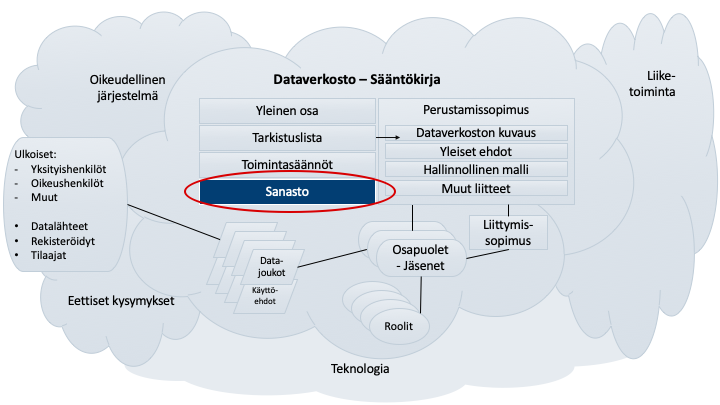 Oikeudellinen
järjestelmä
Dataverkosto – Sääntökirja
Liike-
toiminta
Yleinen osa
Tarkistuslista
Toimintasäännöt
Sanasto
Perustamissopimus
Dataverkoston kuvaus
Yleiset ehdot
Hallinnollinen malli
Muut liitteet
Ulkoiset:
- Yksityishenkilöt
- Oikeushenkilöt
- Muut
• Datalähteet
• Rekisteröidyt
• Tilaajat
Liittymis-
sopimus
Osapuolet
- Jäsenet
Data-
joukot
Käyttö-
ehdot
Roolit
Eettiset kysymykset
Teknologia